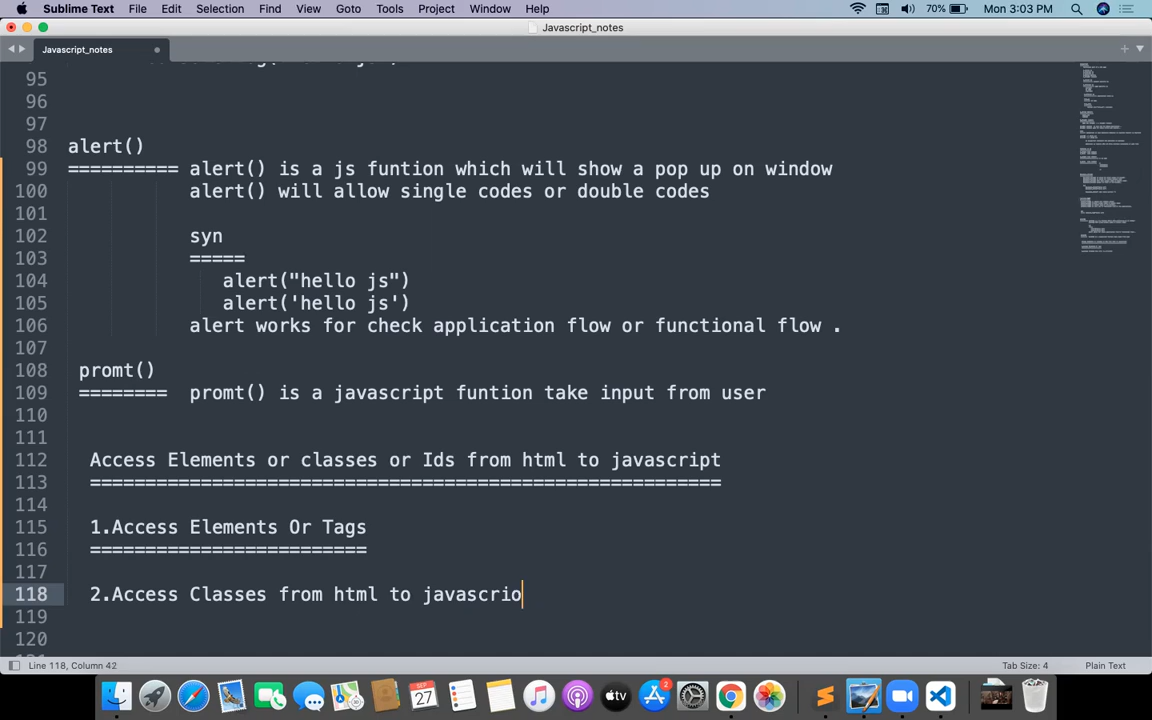 Sublime Text File Edit Selection Find View Goto Tools Project Window Help 70% Mon 3:03 PM
Javascript_notes
Javascript_notes
95
96
97
98 alert()
99 ========== alert() is a js funtion which will show a pop up on window
100 alert() will allow single codes or double codes
101
102 syn
103 =====
104 alert("hello js")
105 alert('hello js')
106 alert works for check application flow or functional flow .
107
108 promt()
109 ======== promt() is a javascript funtion take input from user
110
111
112 Access Elements or classes or Ids from html to javascript
113 =========================================================
114
115 1.Access Elements Or Tags
116 =========================
117
118 2.Access Classes from html to javascrio
119
120
Line 118, Column 42 Tab Size: 4 Plain Text
SEP
27
tv
2